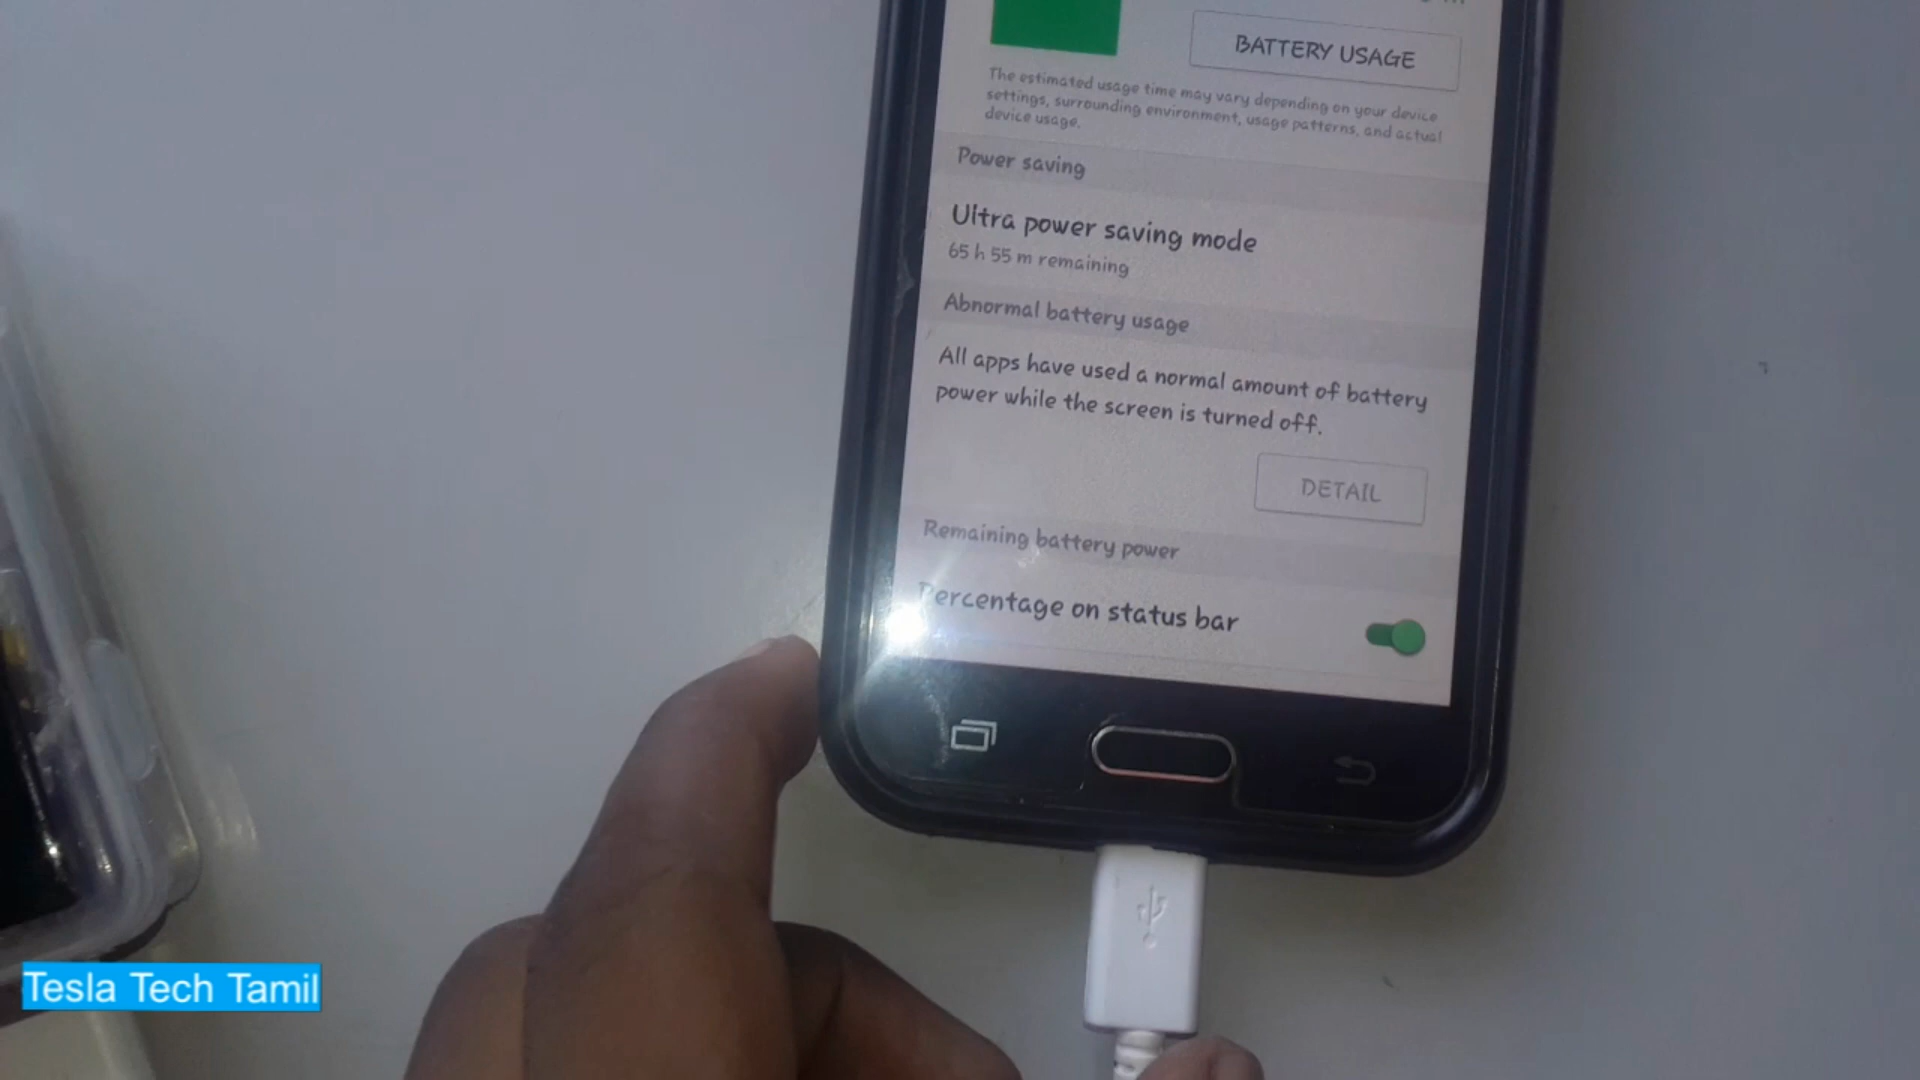 BATTERY USAGE
The estimated usage time may vary depending on your device
settings, surrounding environment, usage patterns, and actual
device usage.
Power saving
Ultra power saving mode
65 h 55 m remaining
Abnormal battery usage
All apps have used a normal amount of battery
power while the screen is turned off.
DETAIL
Remaining battery power
Percentage on status bar
Tesla Tech Tamil